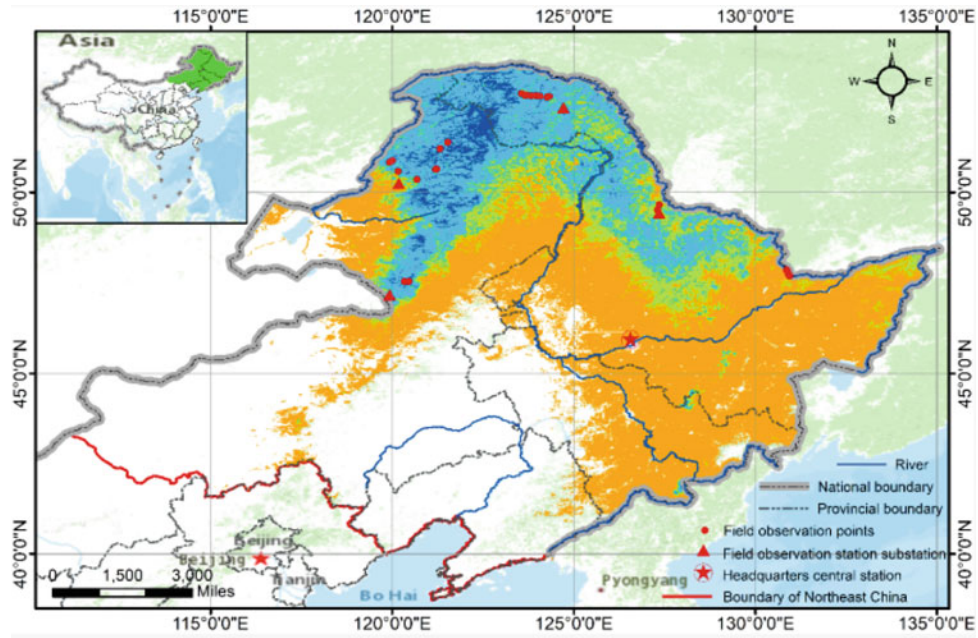 115°0'0"E 120°0'0"E 125°0'0"E 130°0'0"E 135°0'0"E
Asia
China
N
W E
S
50°0'0"N 50°0'0"N
45°0'0"N 45°0'0"N
River
National boundary
Provincial boundary
Field observation points
Field observation station substation
Headquarters central station
Boundary of Northeast China
40°0'0"N 40°0'0"N
Beijing
Beijing
Tianjin
0 1,500 3,000
Miles
Bo Hai
Pyongyang
115°0'0"E 120°0'0"E 125°0'0"E 130°0'0"E 135°0'0"E